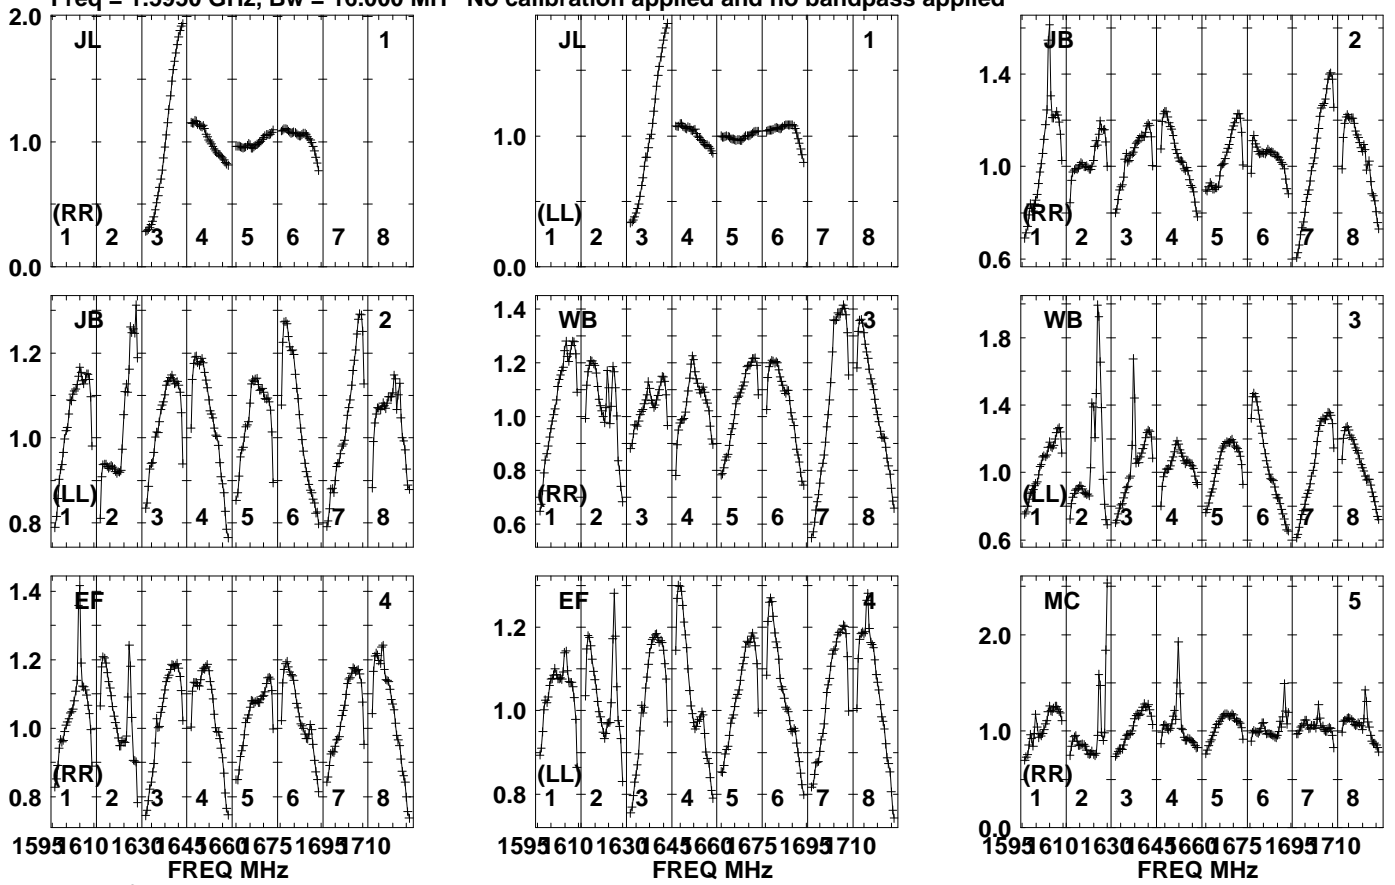 Freq = 1.5950 GHz, Bw = 16.000 MH No calibration applied and no bandpass applied
2.0 JL 1
1.0
(RR)
1 2 3 4 5 6 7 8
0.0
JL 1
1.0
(LL)
1 2 3 4 5 6 7 8
0.0
JB 2
1.4
1.0
(RR)
1 2 3 4 5 6 7 8
0.6
JB 2
1.2
1.0
(LL)
0.8 1 2 3 4 5 6 7 8
1.4 WB 3
1.2
1.0
0.8
(RR)
0.6 1 2 3 4 5 6 7 8
WB 3
1.8
1.4
1.0
(LL)
0.6 1 2 3 4 5 6 7 8
1.4 EF 4
1.2
1.0
(RR)
0.8 1 2 3 4 5 6 7 8
EF 4
1.2
1.0
(LL)
0.8 1 2 3 4 5 6 7 8
MC 5
2.0
1.0
(RR)
1 2 3 4 5 6 7 8
0.0
1595 1610 1630 1645 1660 1675 1695 1710
FREQ MHz
1595 1610 1630 1645 1660 1675 1695 1710
FREQ MHz
1595 1610 1630 1645 1660 1675 1695 1710
FREQ MHz